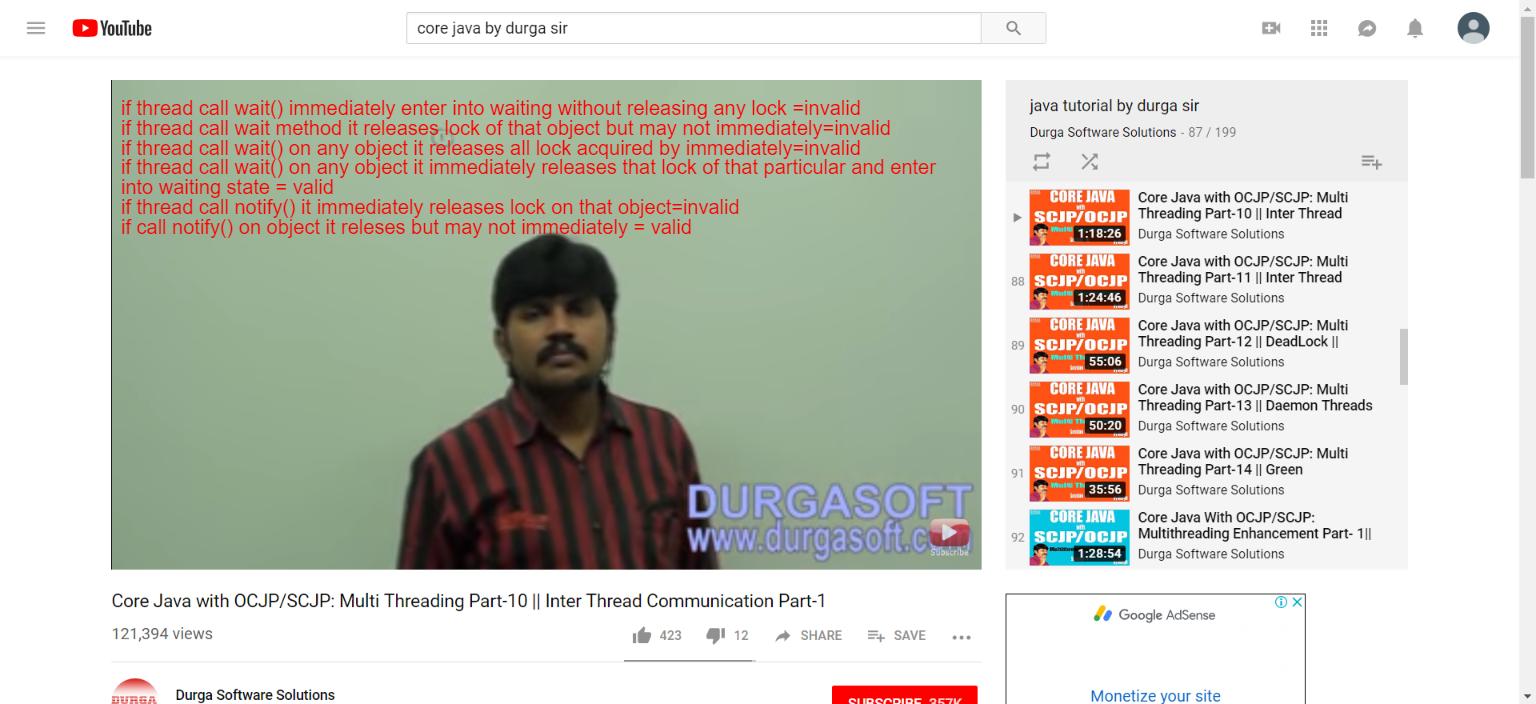 YouTube
core java by durga sir
if thread call wait() immediately enter into waiting without releasing any lock =invalid
if thread call wait method it releases lock of that object but may not immediately=invalid
if thread call wait() on any object it releases all lock acquired by immediately=invalid
if thread call wait() on any object it immediately releases that lock of that particular and enter
into waiting state = valid
if thread call notify() it immediately releases lock on that object=invalid
if call notify() on object it releses but may not immediately = valid
DURGASOFT
www.durgasoft.c
Subscribe
Core Java with OCJP/SCJP: Multi Threading Part-10 || Inter Thread Communication Part-1
121,394 views
423
12
SHARE
SAVE
DURGA
Durga Software Solutions
SUBSCRIBE 357K
java tutorial by durga sir
Durga Software Solutions - 87 / 199
CORE JAVA
with
SCJP/OCJP
1:18:26
Core Java with OCJP/SCJP: Multi
Threading Part-10 || Inter Thread
Durga Software Solutions
88
CORE JAVA
with
SCJP/OCJP
1:24:46
Core Java with OCJP/SCJP: Multi
Threading Part-11 || Inter Thread
Durga Software Solutions
89
CORE JAVA
with
SCJP/OCJP
55:06
Core Java with OCJP/SCJP: Multi
Threading Part-12 || DeadLock ||
Durga Software Solutions
90
CORE JAVA
with
SCJP/OCJP
50:20
Core Java with OCJP/SCJP: Multi
Threading Part-13 || Daemon Threads
Durga Software Solutions
91
CORE JAVA
with
SCJP/OCJP
35:56
Core Java with OCJP/SCJP: Multi
Threading Part-14 || Green
Durga Software Solutions
92
CORE JAVA
with
SCJP/OCJP
1:28:54
Core Java With OCJP/SCJP:
Multithreading Enhancement Part- 1||
Durga Software Solutions
Google AdSense
Monetize your site